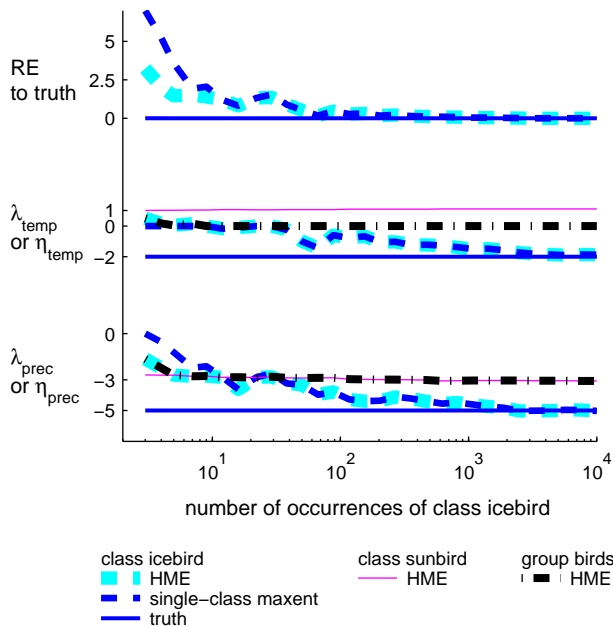 RE
to truth
5
2.5
0
λtemp
or ηtemp
1
0
−2
λprec
or ηprec
0
−3
−5
10^1
10^2
10^3
10^4
number of occurrences of class icebird
class icebird
HME
single−class maxent
truth
class sunbird
HME
group birds
HME